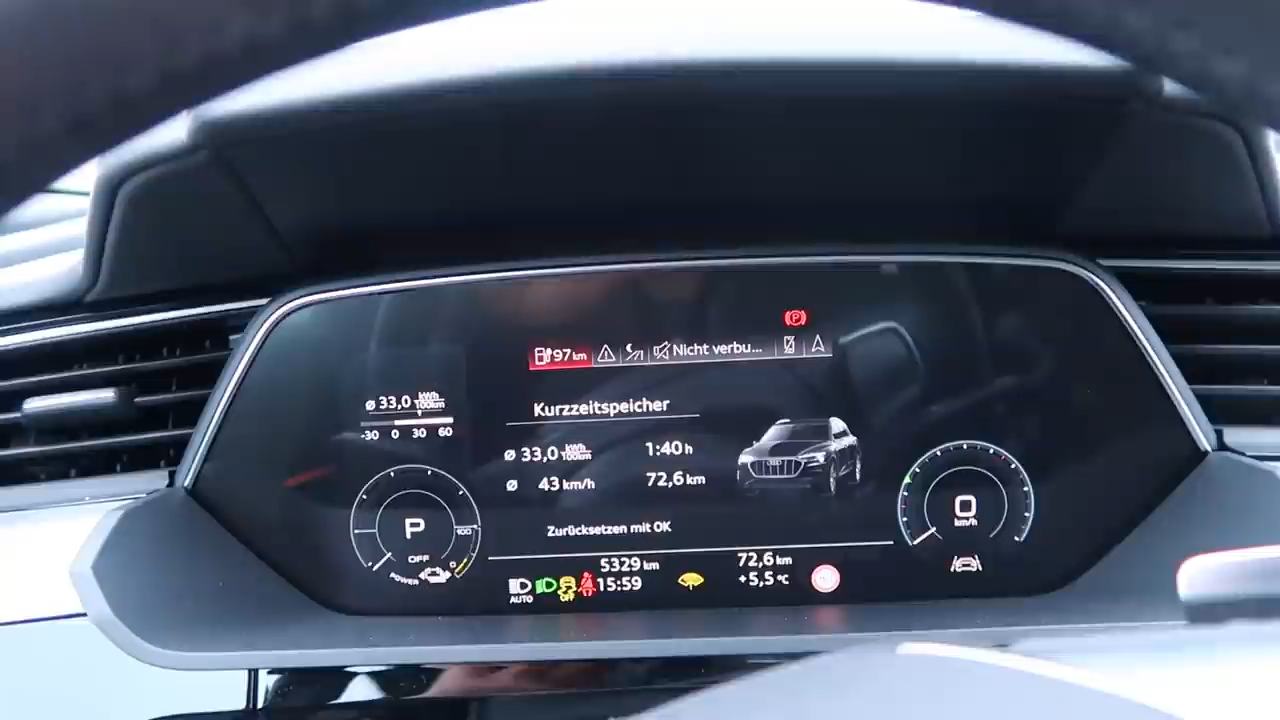 97 km Nicht verbu...
ø 33,0 kWh/100km
-30 0 30 60
Kurzzeitspeicher
ø 33,0 kWh/100km 1:40 h
ø 43 km/h 72,6 km
Zurücksetzen mit OK
P
100
OFF
0
POWER
0
km/h
5329 km 72,6 km
AUTO OFF 15:59 +5,5 °C